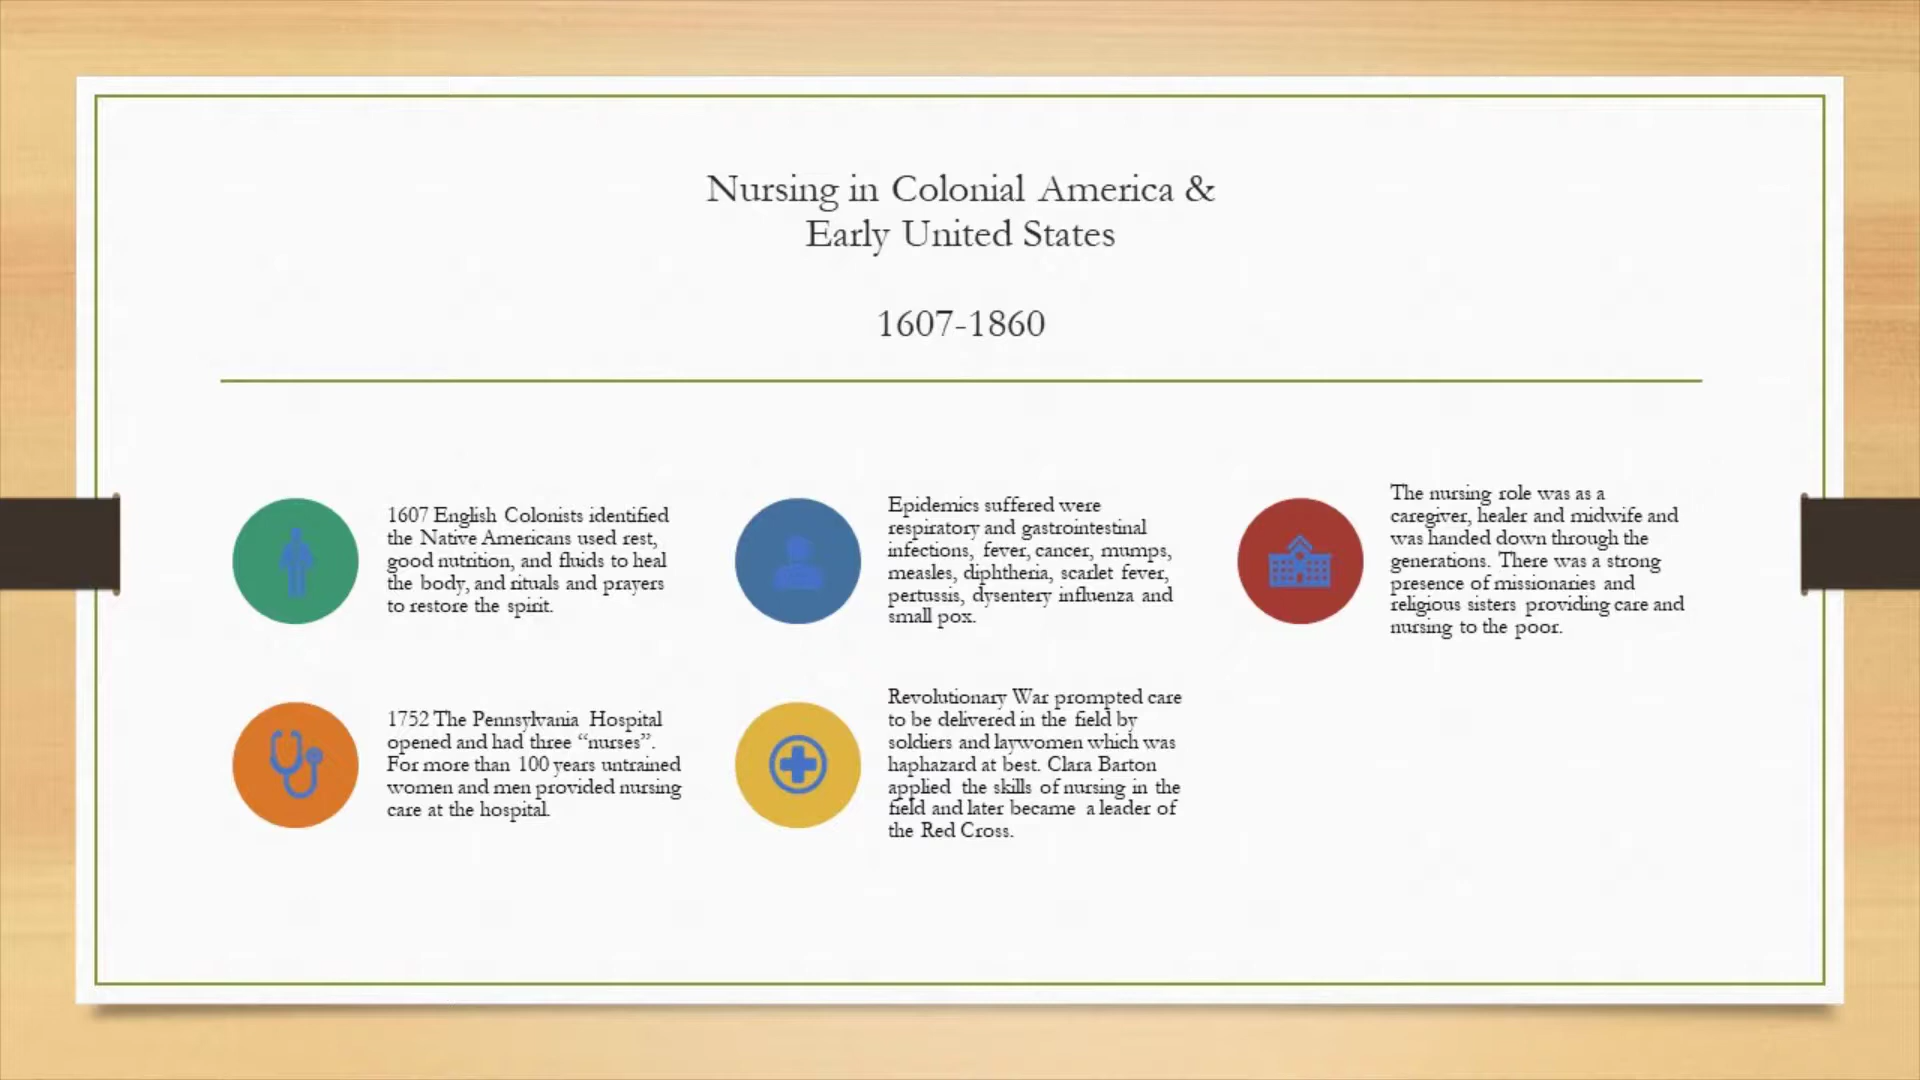 Nursing in Colonial America &
Early United States
1607-1860
1607 English Colonists identified
the Native Americans used rest,
good nutrition, and fluids to heal
the body, and rituals and prayers
to restore the spirit.
Epidemics suffered were
respiratory and gastrointestinal
infections, fever, cancer, mumps,
measles, diphtheria, scarlet fever,
pertussis, dysentery influenza and
small pox.
The nursing role was as a
caregiver, healer and midwife and
was handed down through the
generations. There was a strong
presence of missionaries and
religious sisters providing care and
nursing to the poor.
1752 The Pennsylvania Hospital
opened and had three “nurses”.
For more than 100 years untrained
women and men provided nursing
care at the hospital.
Revolutionary War prompted care
to be delivered in the field by
soldiers and laywomen which was
haphazard at best. Clara Barton
applied the skills of nursing in the
field and later became a leader of
the Red Cross.